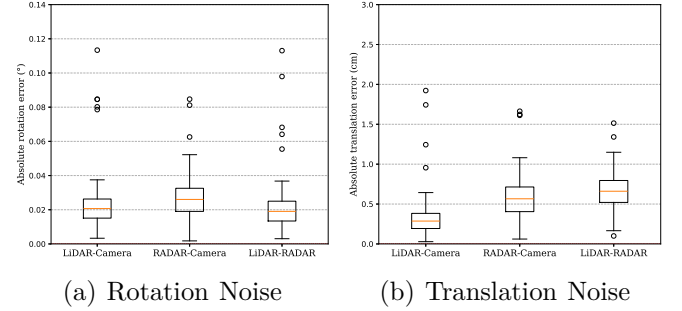 0.14
0.12
0.10
0.08
0.06
0.04
0.02
0.00
Absolute rotation error (°)
LiDAR-Camera RADAR-Camera LiDAR-RADAR
(a) Rotation Noise
3.0
2.5
2.0
1.5
1.0
0.5
0.0
Absolute translation error (cm)
LiDAR-Camera RADAR-Camera LiDAR-RADAR
(b) Translation Noise